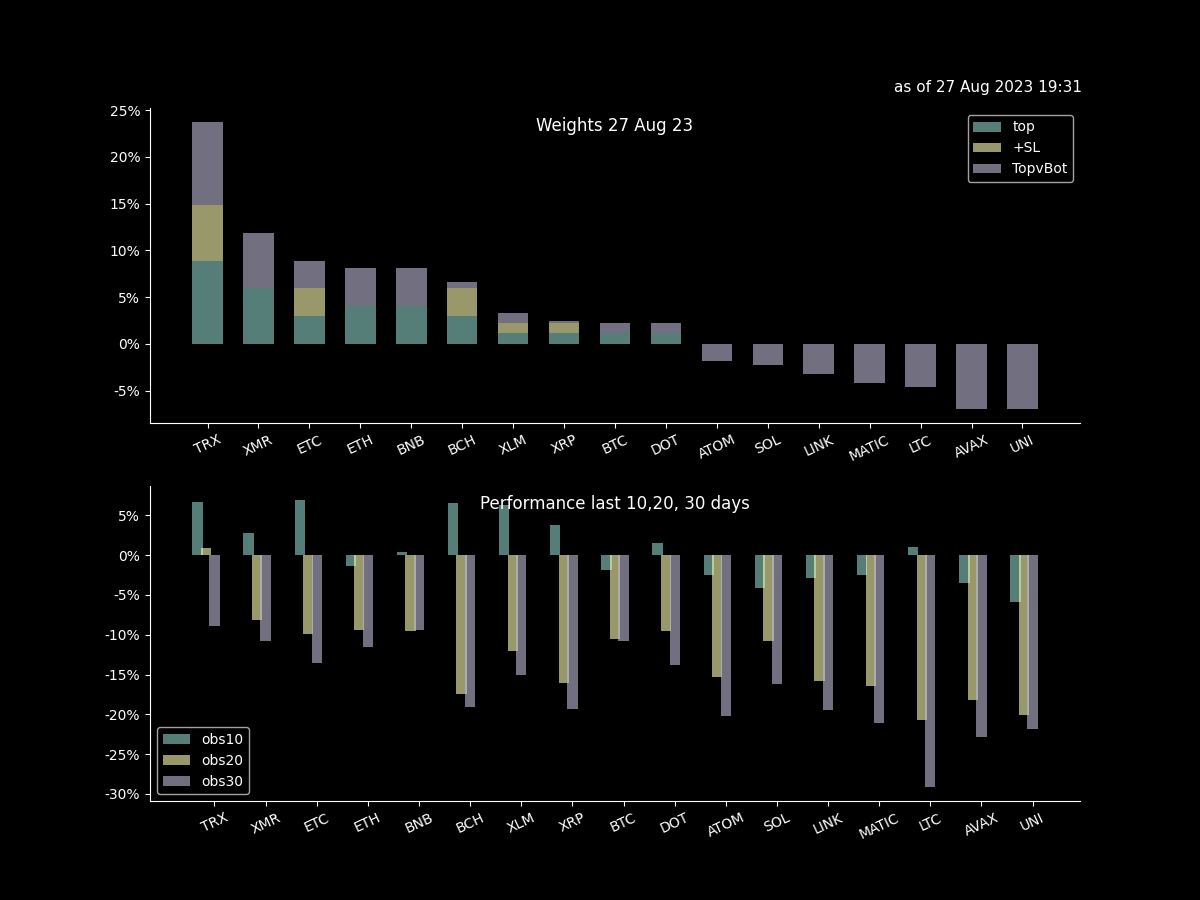 as of 27 Aug 2023 19:31
Weights 27 Aug 23
25%
20%
15%
10%
5%
0%
-5%
top
+SL
TopvBot
TRX XMR ETC ETH BNB BCH XLM XRP BTC DOT ATOM SOL LINK MATIC LTC AVAX UNI
Performance last 10,20, 30 days
5%
0%
-5%
-10%
-15%
-20%
-25%
-30%
obs10
obs20
obs30
TRX XMR ETC ETH BNB BCH XLM XRP BTC DOT ATOM SOL LINK MATIC LTC AVAX UNI